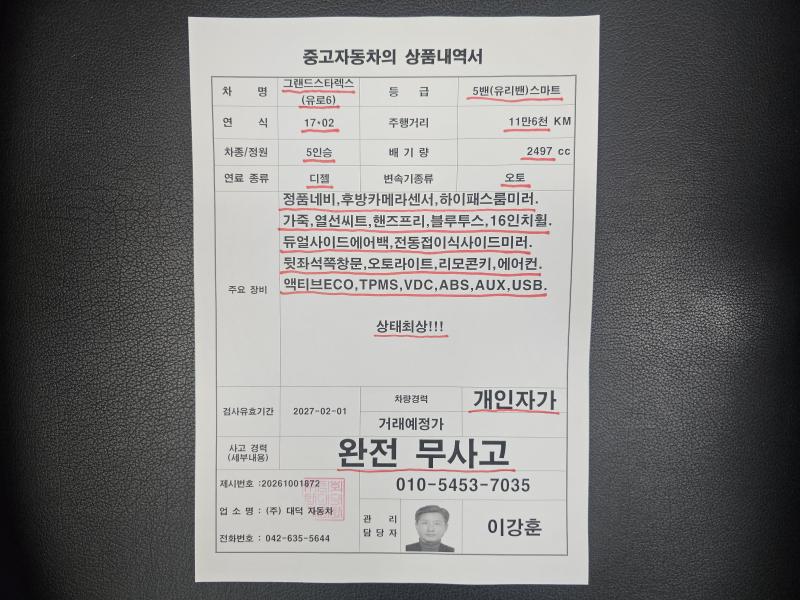 중고자동차의 상품내역서
차 명 그랜드스타렉스 (유로6) 등 급 5밴(유리밴)스마트
연 식 17•02 주행거리 11만6천 KM
차종/정원 5인승 배 기 량 2497 cc
연료 종류 디젤 변속기종류 오토
주요 장비
정품네비,후방카메라센서,하이패스룸미러.
가죽,열선씨트,핸즈프리,블루투스,16인치휠.
듀얼사이드에어백,전동접이식사이드미러.
뒷좌석쪽창문,오토라이트,리모콘키,에어컨.
액티브ECO,TPMS,VDC,ABS,AUX,USB.
상태최상!!!
검사유효기간 2027-02-01 차량경력 개인자가
거래예정가
사고 경력 (세부내용) 완전 무사고
제시번호 :20261001872 010-5453-7035
업 소 명 : (주) 대덕 자동차
전화번호 : 042-635-5644
관 리 담 당 자 이강훈